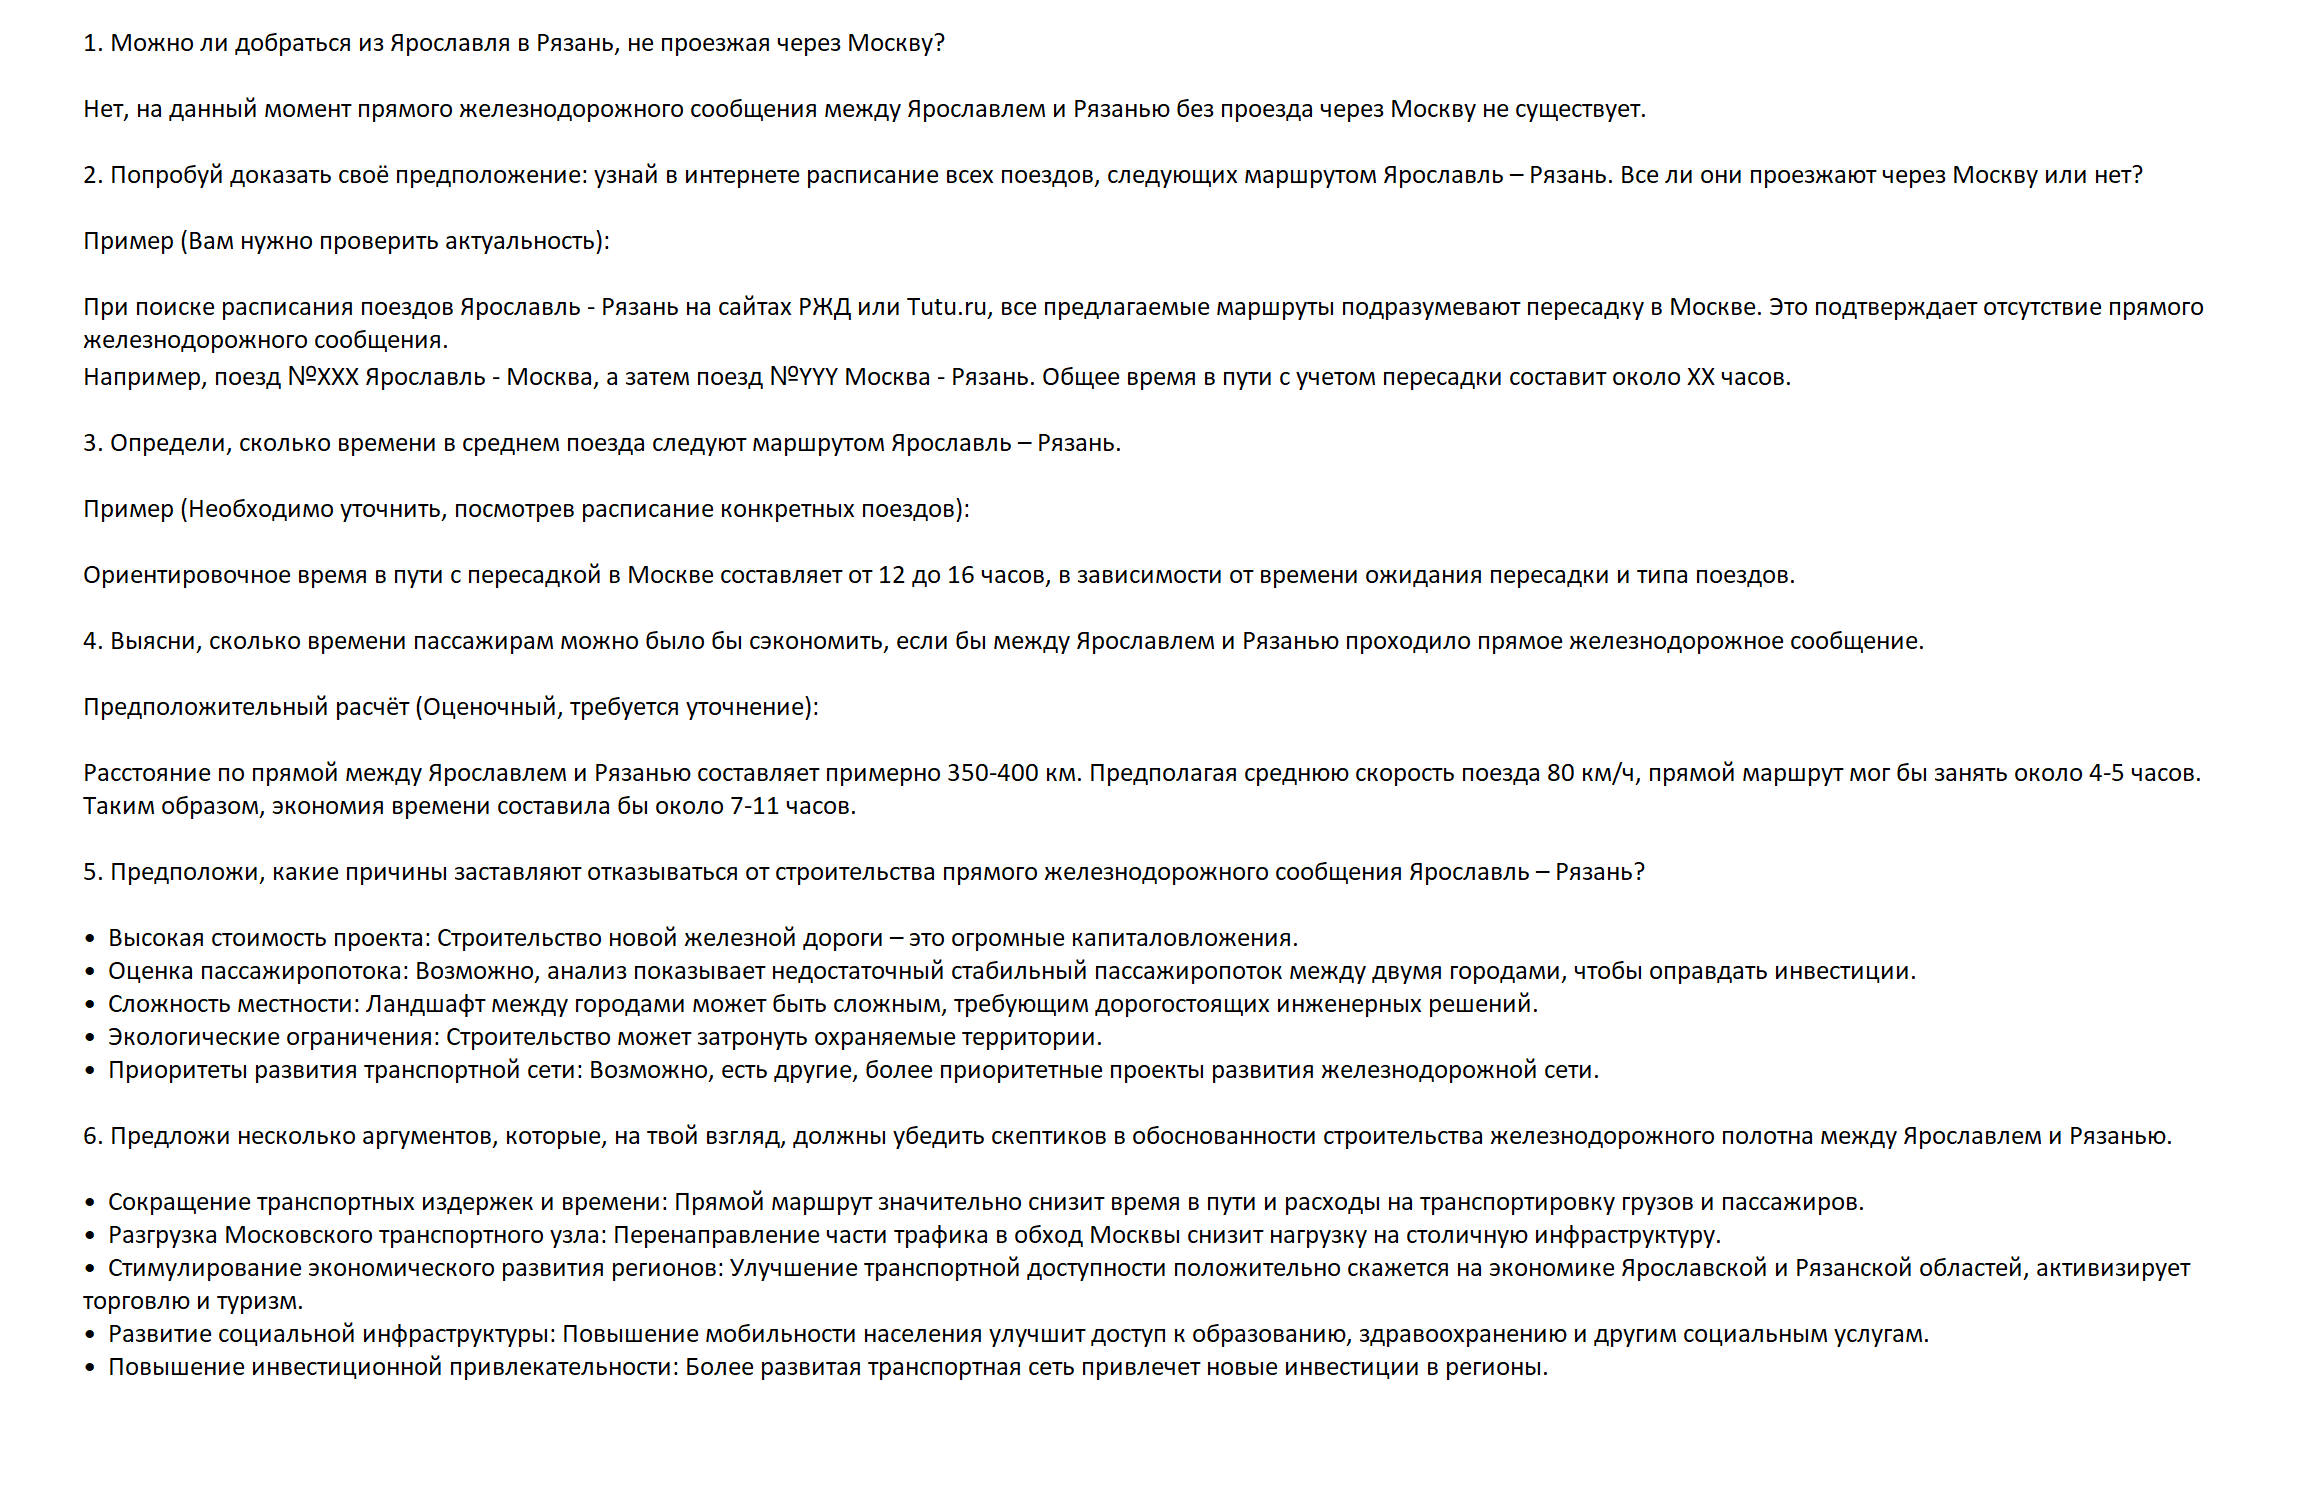 1. Можно ли добраться из Ярославля в Рязань, не проезжая через Москву?
Нет, на данный момент прямого железнодорожного сообщения между Ярославлем и Рязанью без проезда через Москву не существует.
2. Попробуй доказать своё предположение: узнай в интернете расписание всех поездов, следующих маршрутом Ярославль – Рязань. Все ли они проезжают через Москву или нет?
Пример (Вам нужно проверить актуальность):
При поиске расписания поездов Ярославль - Рязань на сайтах РЖД или Tutu.ru, все предлагаемые маршруты подразумевают пересадку в Москве. Это подтверждает отсутствие прямого
железнодорожного сообщения.
Например, поезд №XXX Ярославль - Москва, а затем поезд №YYY Москва - Рязань. Общее время в пути с учетом пересадки составит около XX часов.
3. Определи, сколько времени в среднем поезда следуют маршрутом Ярославль – Рязань.
Пример (Необходимо уточнить, посмотрев расписание конкретных поездов):
Ориентировочное время в пути с пересадкой в Москве составляет от 12 до 16 часов, в зависимости от времени ожидания пересадки и типа поездов.
4. Выясни, сколько времени пассажирам можно было бы сэкономить, если бы между Ярославлем и Рязанью проходило прямое железнодорожное сообщение.
Предположительный расчёт (Оценочный, требуется уточнение):
Расстояние по прямой между Ярославлем и Рязанью составляет примерно 350-400 км. Предполагая среднюю скорость поезда 80 км/ч, прямой маршрут мог бы занять около 4-5 часов.
Таким образом, экономия времени составила бы около 7-11 часов.
5. Предположи, какие причины заставляют отказываться от строительства прямого железнодорожного сообщения Ярославль – Рязань?
• Высокая стоимость проекта: Строительство новой железной дороги – это огромные капиталовложения.
• Оценка пассажиропотока: Возможно, анализ показывает недостаточный стабильный пассажиропоток между двумя городами, чтобы оправдать инвестиции.
• Сложность местности: Ландшафт между городами может быть сложным, требующим дорогостоящих инженерных решений.
• Экологические ограничения: Строительство может затронуть охраняемые территории.
• Приоритеты развития транспортной сети: Возможно, есть другие, более приоритетные проекты развития железнодорожной сети.
6. Предложи несколько аргументов, которые, на твой взгляд, должны убедить скептиков в обоснованности строительства железнодорожного полотна между Ярославлем и Рязанью.
• Сокращение транспортных издержек и времени: Прямой маршрут значительно снизит время в пути и расходы на транспортировку грузов и пассажиров.
• Разгрузка Московского транспортного узла: Перенаправление части трафика в обход Москвы снизит нагрузку на столичную инфраструктуру.
• Стимулирование экономического развития регионов: Улучшение транспортной доступности положительно скажется на экономике Ярославской и Рязанской областей, активизирует
торговлю и туризм.
• Развитие социальной инфраструктуры: Повышение мобильности населения улучшит доступ к образованию, здравоохранению и другим социальным услугам.
• Повышение инвестиционной привлекательности: Более развитая транспортная сеть привлечет новые инвестиции в регионы.